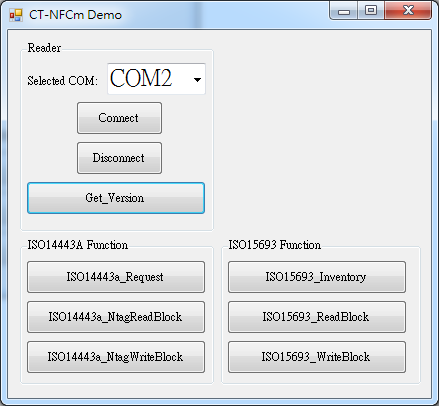 CT-NFCm Demo
Reader
Selected COM: COM2
Connect
Disconnect
Get_Version
ISO14443A Function
ISO14443a_Request
ISO14443a_NtagReadBlock
ISO14443a_NtagWriteBlock
ISO15693 Function
ISO15693_Inventory
ISO15693_ReadBlock
ISO15693_WriteBlock